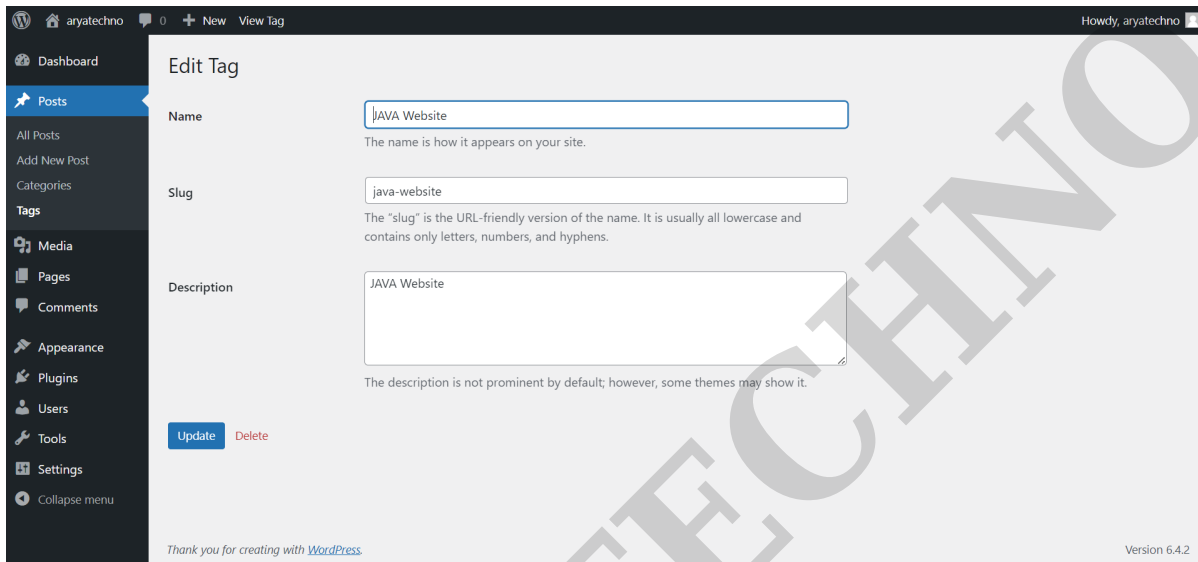 aryatechno 0 New View Tag Howdy, aryatechno
Dashboard
Posts
All Posts
Add New Post
Categories
Tags
Media
Pages
Comments
Appearance
Plugins
Users
Tools
Settings
Collapse menu
Edit Tag
Name
JAVA Website
The name is how it appears on your site.
Slug
java-website
The “slug” is the URL-friendly version of the name. It is usually all lowercase and
contains only letters, numbers, and hyphens.
Description
JAVA Website
The description is not prominent by default; however, some themes may show it.
Update Delete
Thank you for creating with WordPress. Version 6.4.2
TECHNO